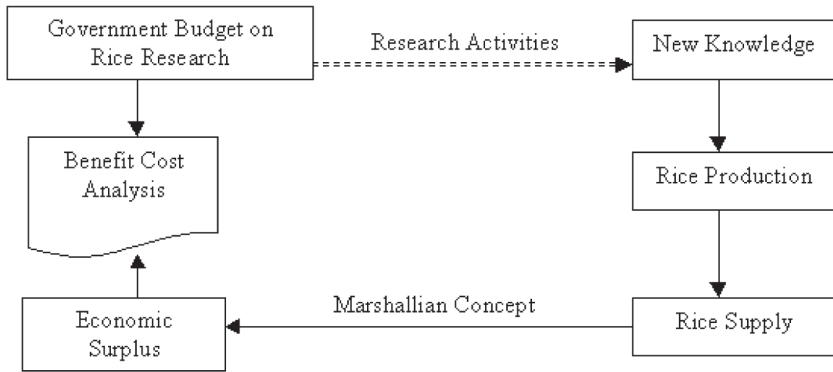 Government Budget on
Rice Research
Research Activities
New Knowledge
Benefit Cost
Analysis
Rice Production
Economic
Surplus
Marshallian Concept
Rice Supply